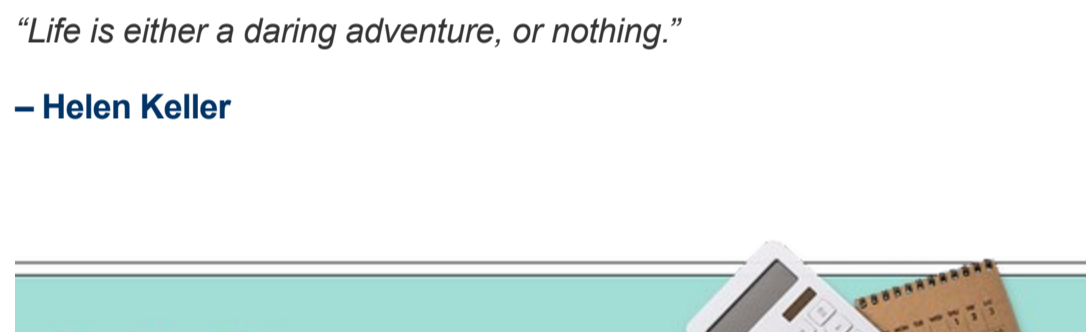 “Life is either a daring adventure, or nothing.”
– Helen Keller